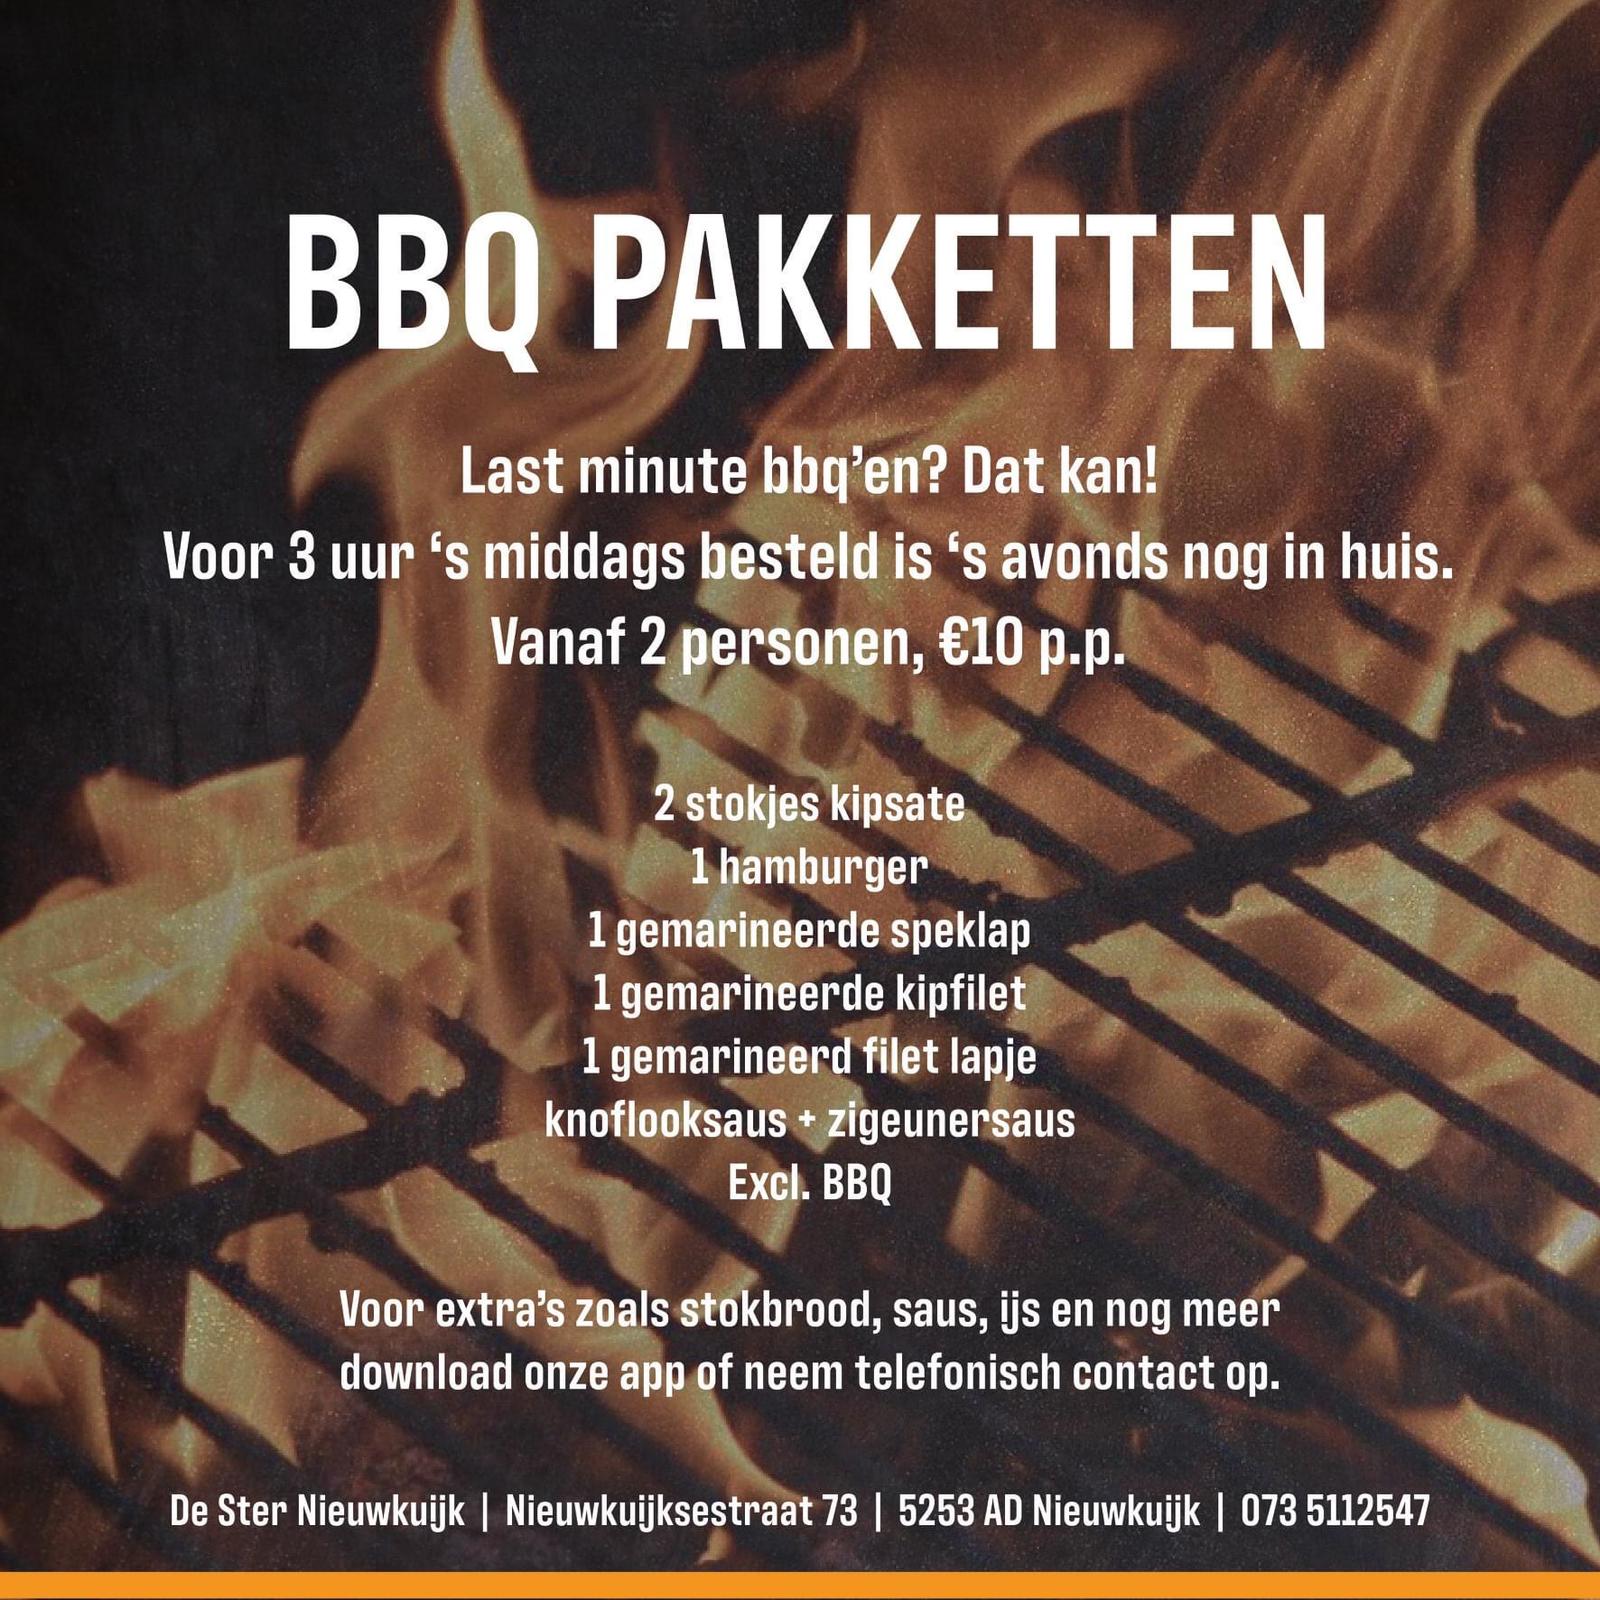 BBQ PAKKETTEN
Last minute bbq’en? Dat kan!
Voor 3 uur ‘s middags besteld is ‘s avonds nog in huis.
Vanaf 2 personen, €10 p.p.
2 stokjes kipsate
1 hamburger
1 gemarineerde speklap
1 gemarineerde kipfilet
1 gemarineerd filet lapje
knoflooksaus + zigeunersaus
Excl. BBQ
Voor extra’s zoals stokbrood, saus, ijs en nog meer
download onze app of neem telefonisch contact op.
De Ster Nieuwkuijk | Nieuwkuijksestraat 73 | 5253 AD Nieuwkuijk | 073 5112547